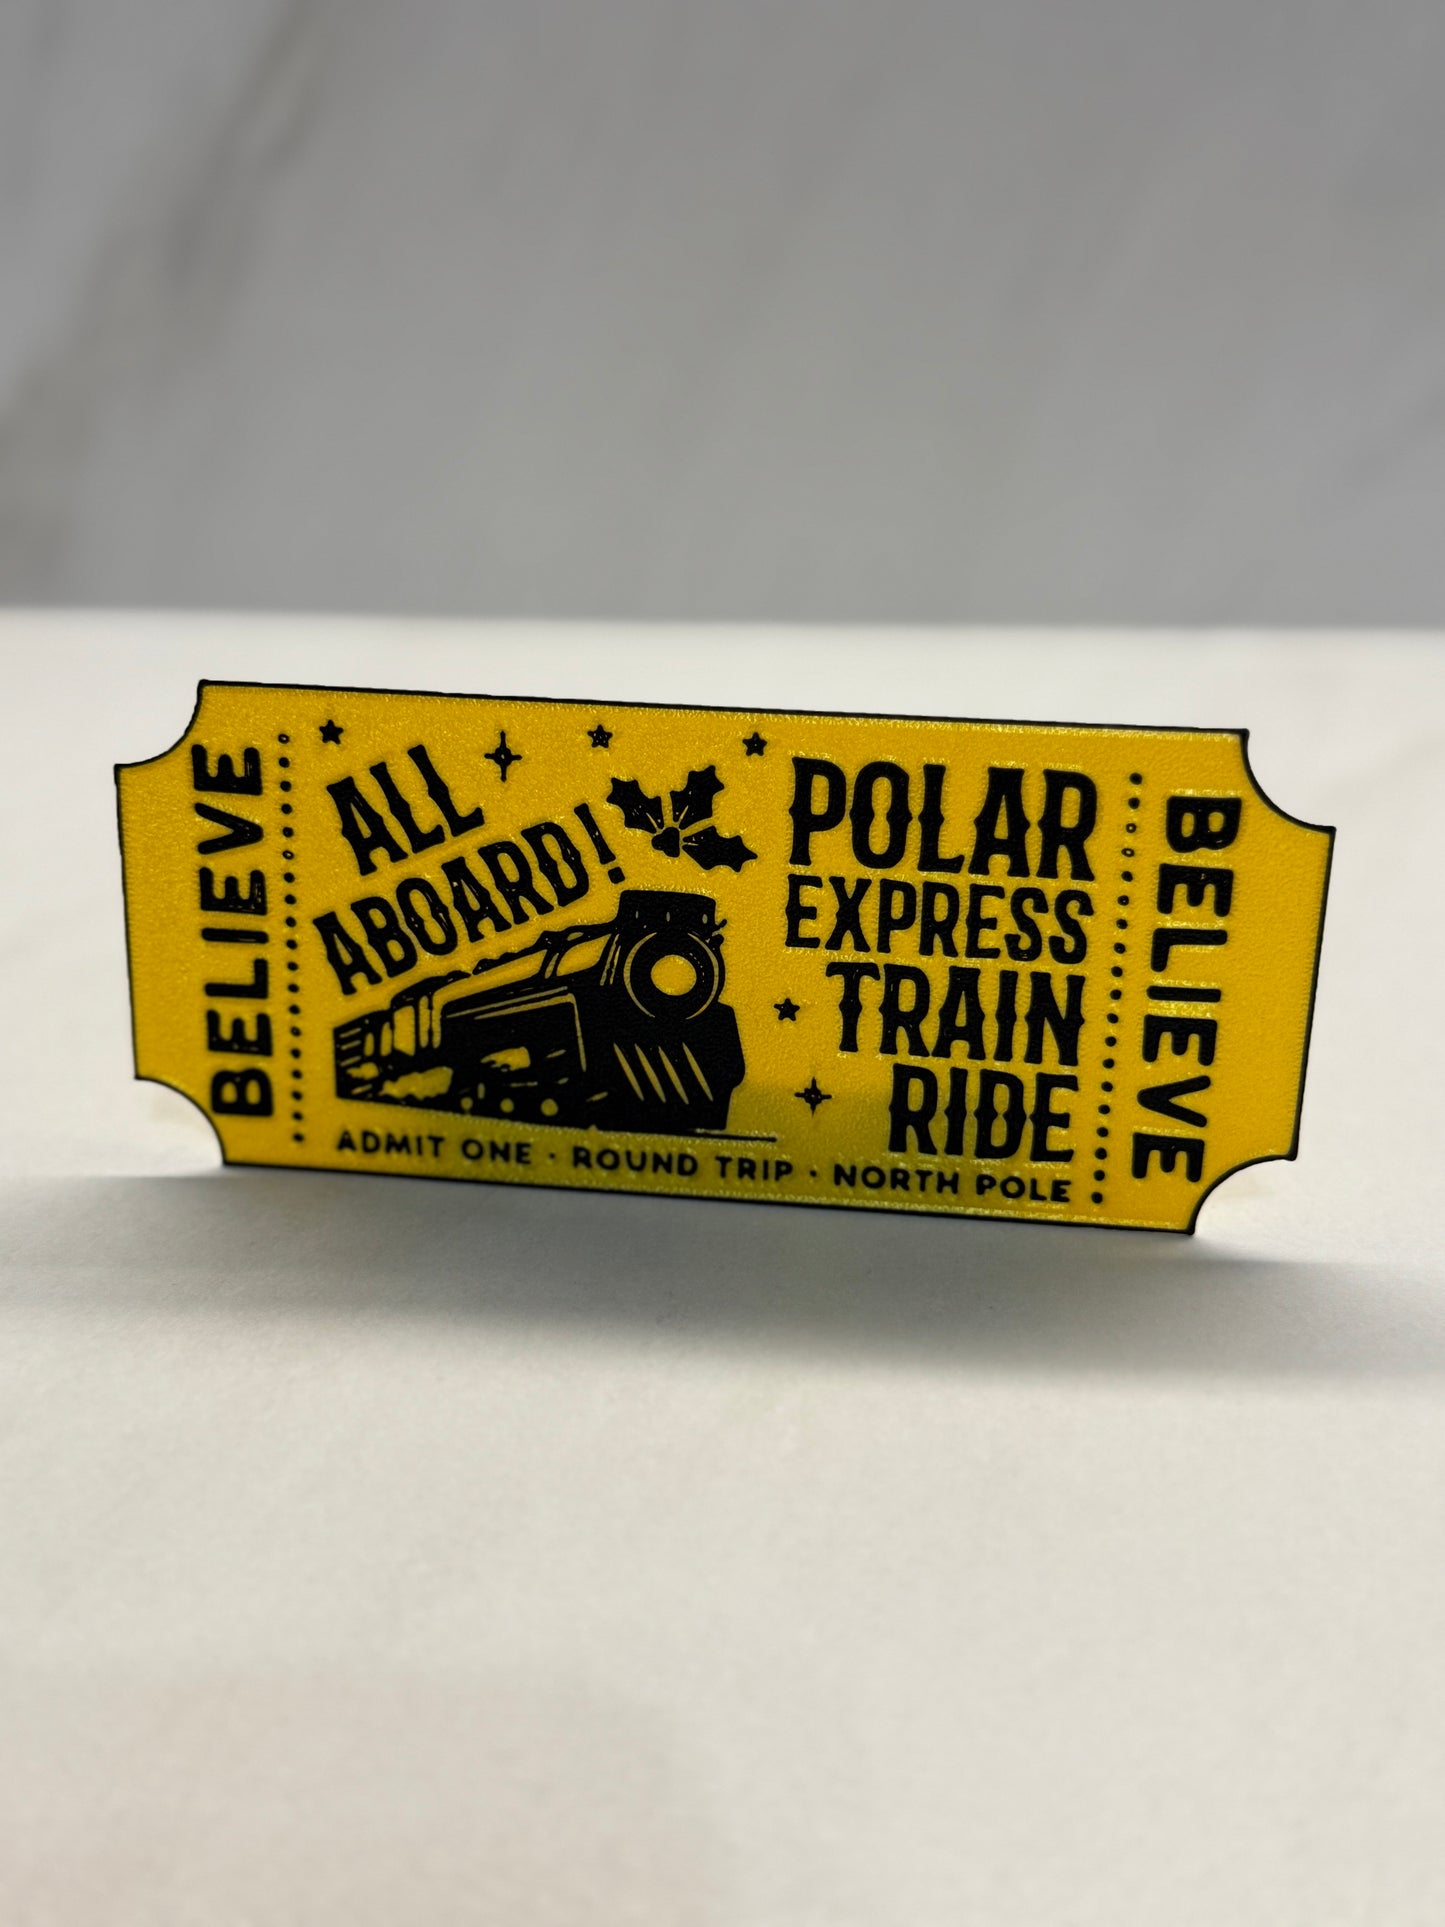 BELIEVE
ALL
ABOARD!
POLAR
EXPRESS
TRAIN
RIDE
ADMIT ONE · ROUND TRIP · NORTH POLE
BELIEVE